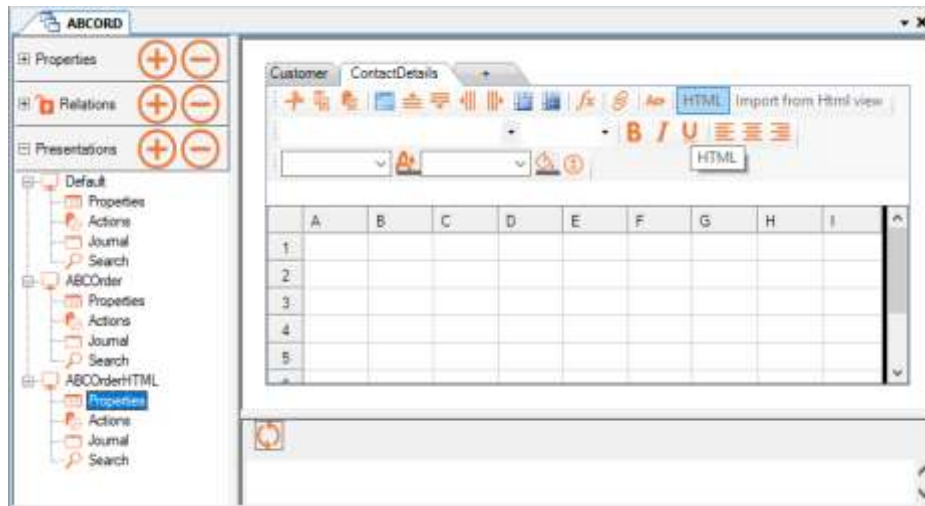 ABCORD
Properties
Relations
Presentations
Default
Properties
Actions
Journal
Search
ABCOrder
Properties
Actions
Journal
Search
ABCOrderHTML
Properties
Actions
Journal
Search
Customer ContactDetails +
fx HTML Import from Html view
B I U
A
HTML
A B C D E F G H I
1
2
3
4
5